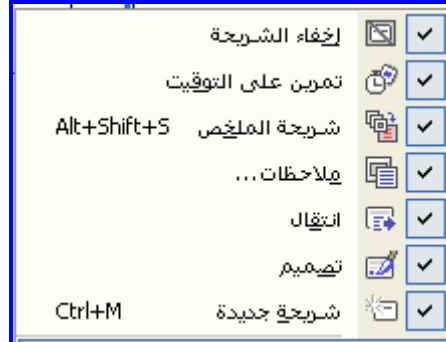 إخفاء الشريحة
تمرين على التوقيت
شريحة الملخص Alt+Shift+S
ملاحظات...
انتقال
تصميم
شريحة جديدة Ctrl+M